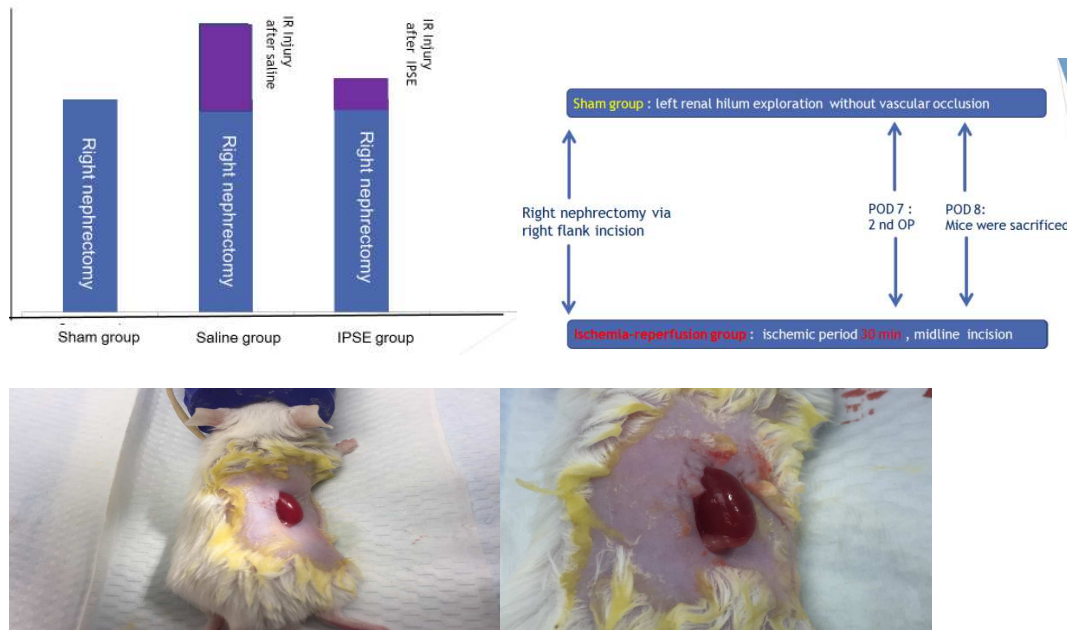 IR Injury
after saline
IR Injury
after IPSE
Right nephrectomy
Right nephrectomy
Right nephrectomy
Sham group
Saline group
IPSE group
Sham group : left renal hilum exploration without vascular occlusion
Right nephrectomy via
right flank incision
POD 7 :
2 nd OP
POD 8:
Mice were sacrificed
Ischemia-reperfusion group : ischemic period 30 min , midline incision